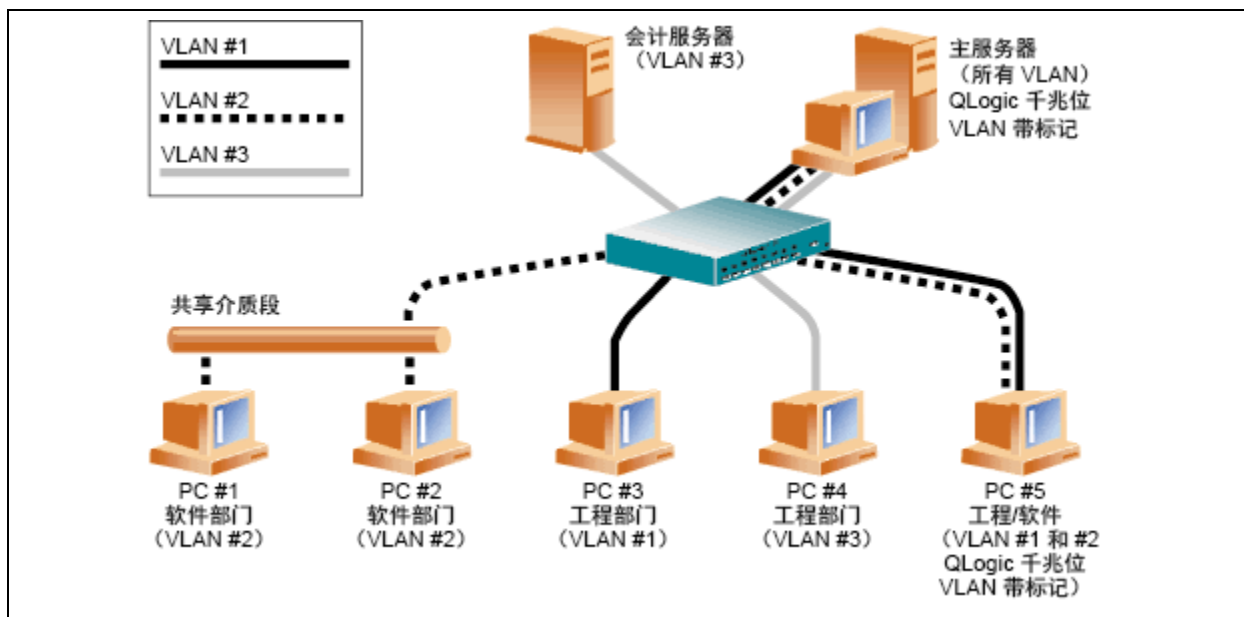 VLAN #1
VLAN #2
VLAN #3
会计服务器
（VLAN #3）
主服务器
（所有 VLAN）
QLogic 千兆位
VLAN 带标记
共享介质段
PC #1
软件部门
（VLAN #2）
PC #2
软件部门
（VLAN #2）
PC #3
工程部门
（VLAN #1）
PC #4
工程部门
（VLAN #3）
PC #5
工程/软件
（VLAN #1 和 #2
QLogic 千兆位
VLAN 带标记）